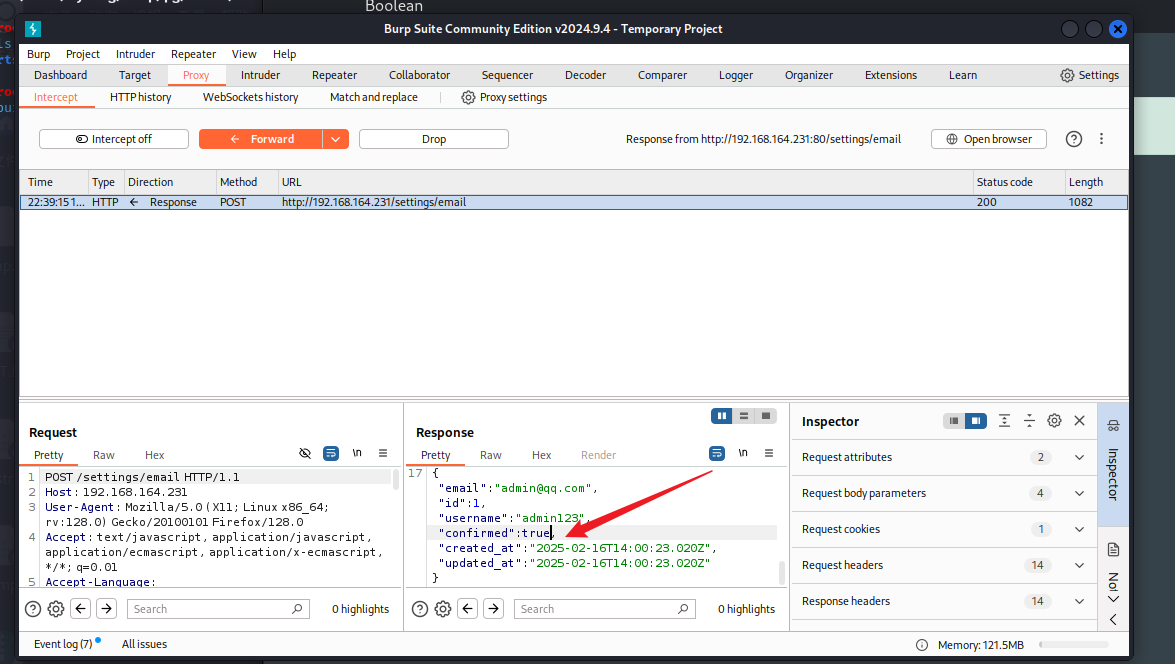 Boolean
Burp Suite Community Edition v2024.9.4 - Temporary Project
Burp Project Intruder Repeater View Help
Dashboard Target Proxy Intruder Repeater Collaborator Sequencer Decoder Comparer Logger Organizer Extensions Learn Settings
Intercept HTTP history WebSockets history Match and replace Proxy settings
Intercept off Forward Drop Response from http://192.168.164.231:80/settings/email Open browser
Time Type Direction Method URL Status code Length
22:39:15 1... HTTP Response POST http://192.168.164.231/settings/email 200 1082
Request
Pretty Raw Hex \n
1 POST /settings/email HTTP/1.1
2 Host: 192.168.164.231
3 User-Agent: Mozilla/5.0 (X11; Linux x86_64;
rv:128.0) Gecko/20100101 Firefox/128.0
4 Accept: text/javascript, application/javascript,
application/ecmascript, application/x-ecmascript,
*/*; q=0.01
5 Accept-Language:
Search 0 highlights
Response
Pretty Raw Hex Render \n
17 {
"email":"admin@qq.com",
"id":1,
"username":"admin123",
"confirmed":true,
"created_at":"2025-02-16T14:00:23.020Z",
"updated_at":"2025-02-16T14:00:23.020Z"
}
Search 0 highlights
Inspector
Request attributes 2
Request body parameters 4
Request cookies 1
Request headers 14
Response headers 14
Inspector
Event log (7) All issues Memory: 121.5MB